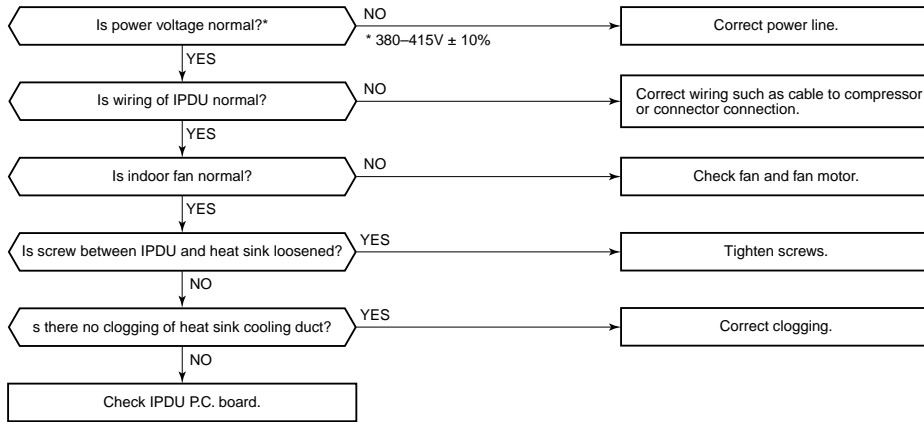 Is power voltage normal?*
NO
* 380–415V ± 10%
Correct power line.
YES
Is wiring of IPDU normal?
NO
Correct wiring such as cable to compressor
or connector connection.
YES
Is indoor fan normal?
NO
Check fan and fan motor.
YES
Is screw between IPDU and heat sink loosened?
YES
Tighten screws.
NO
s there no clogging of heat sink cooling duct?
YES
Correct clogging.
NO
Check IPDU P.C. board.